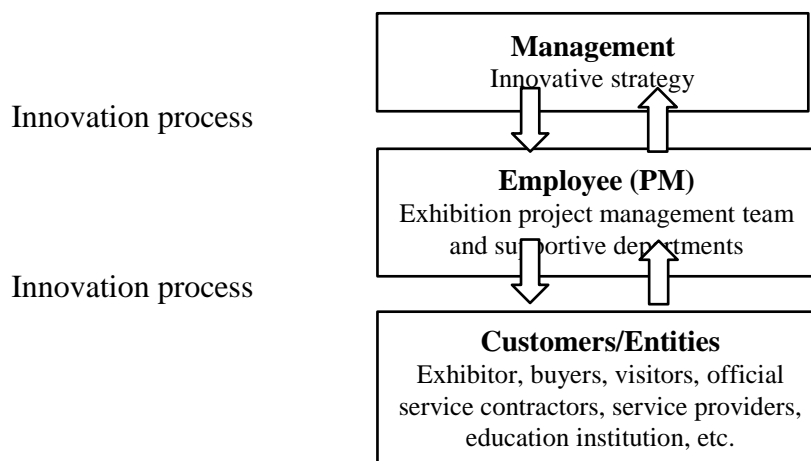 Management
Innovative strategy
Innovation process
Employee (PM)
Exhibition project management team
and supportive departments
Innovation process
Customers/Entities
Exhibitor, buyers, visitors, official
service contractors, service providers,
education institution, etc.